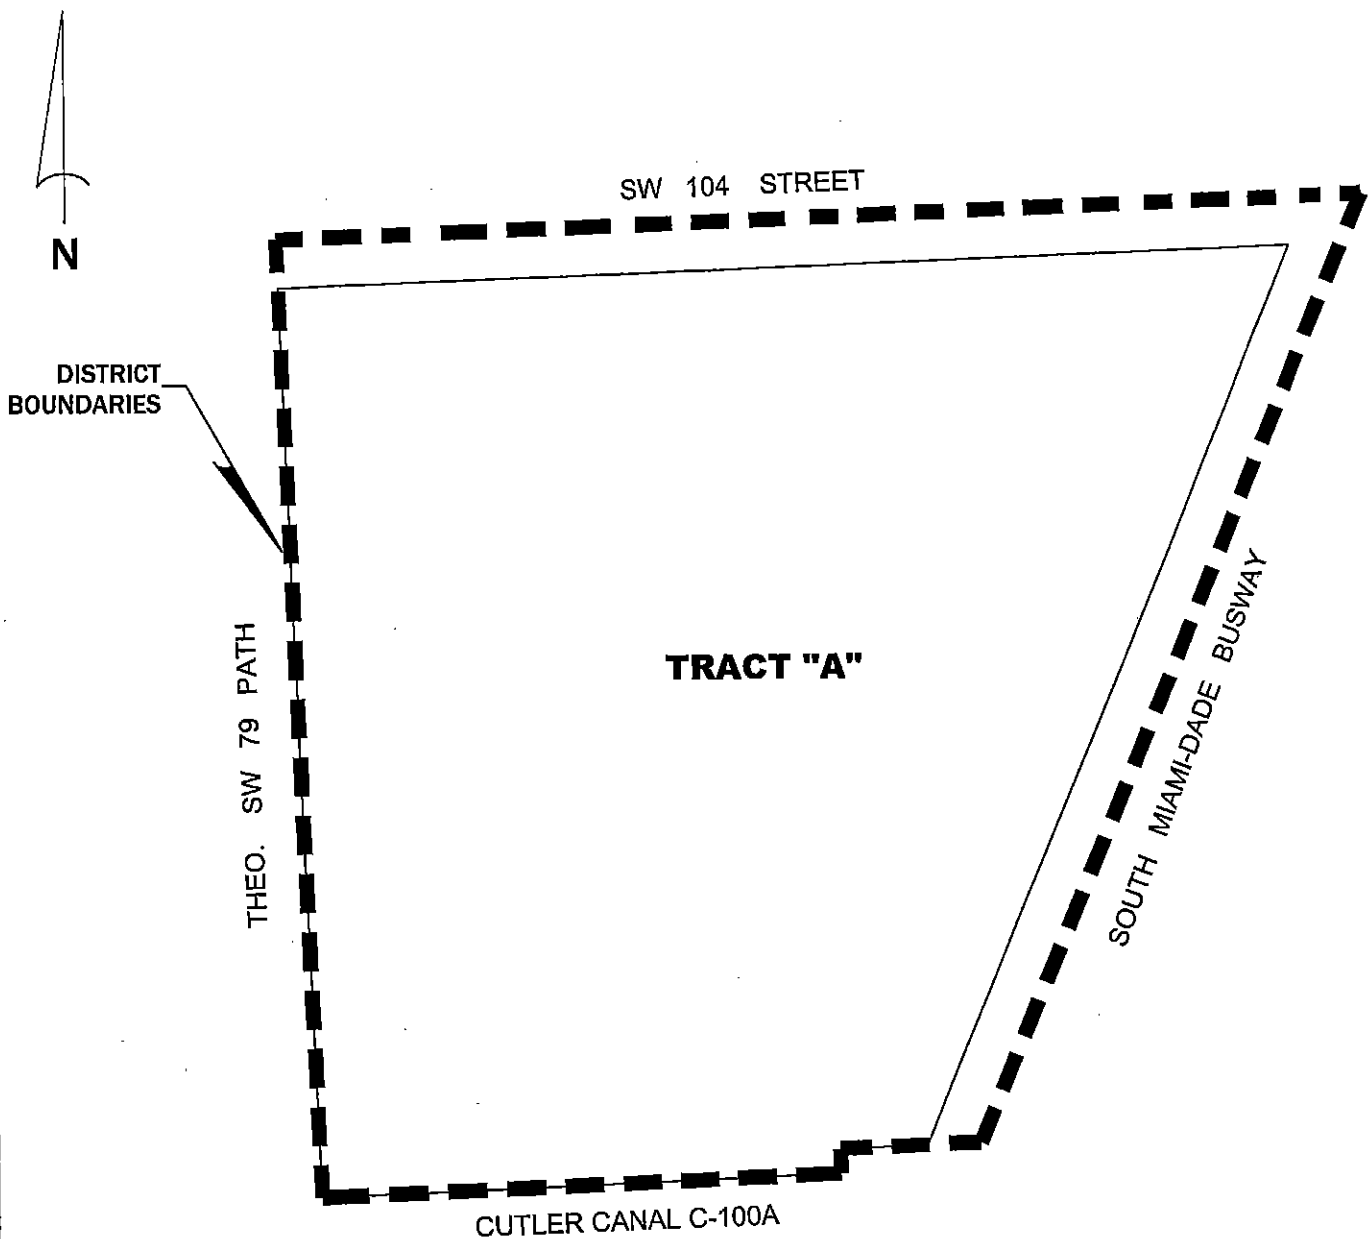 SW 104 STREET
N
DISTRICT
BOUNDARIES
THEO. SW 79 PATH
TRACT "A"
SOUTH MIAMI-DADE BUSWAY
CUTLER CANAL C-100A